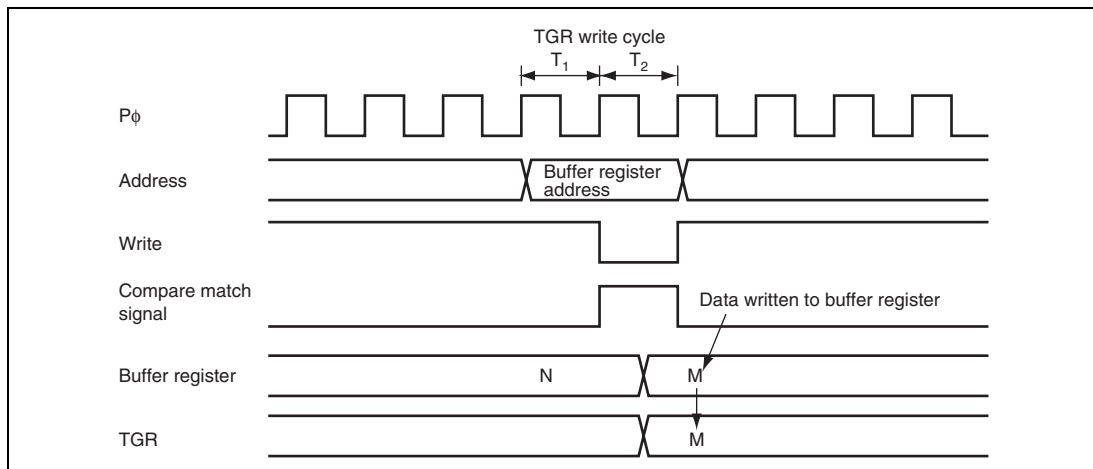 TGR write cycle
T₁ T₂
Pφ
Address
Buffer register
address
Write
Compare match
signal
Data written to buffer register
Buffer register
N
M
TGR
M